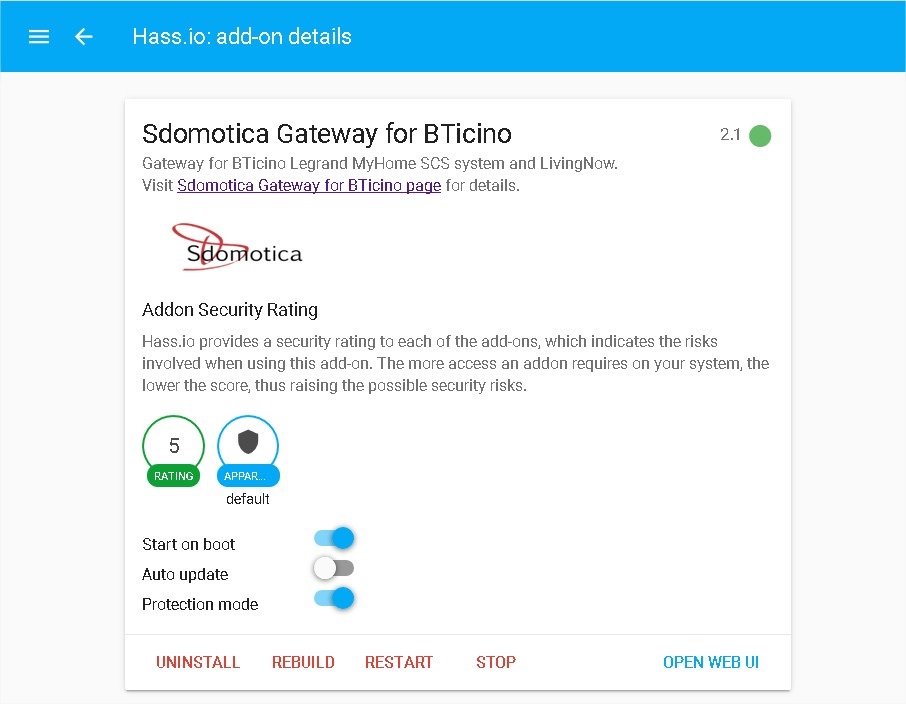 Hass.io: add-on details
Sdomotica Gateway for BTicino
2.1
Gateway for BTicino Legrand MyHome SCS system and LivingNow.
Visit Sdomotica Gateway for BTicino page for details.
Sdomotica
Addon Security Rating
Hass.io provides a security rating to each of the add-ons, which indicates the risks
involved when using this add-on. The more access an addon requires on your system, the
lower the score, thus raising the possible security risks.
5
RATING
APPAR...
default
Start on boot
Auto update
Protection mode
UNINSTALL REBUILD RESTART STOP OPEN WEB UI